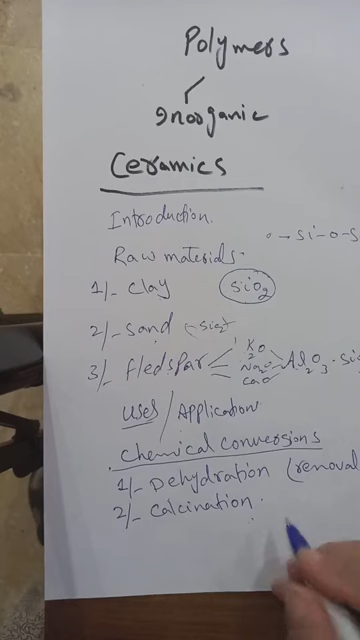 Polymers
Inorganic
Ceramics
Introduction.
Raw materials.
o - Si - o - S
1/- Clay
SiO2
2/- Sand (SiO2)
3/- fledspar K2O Na2O CaO Al2O3 . Si
Uses / Application
Chemical conversions
1/- Dehydration (removal
2/- Calcination.